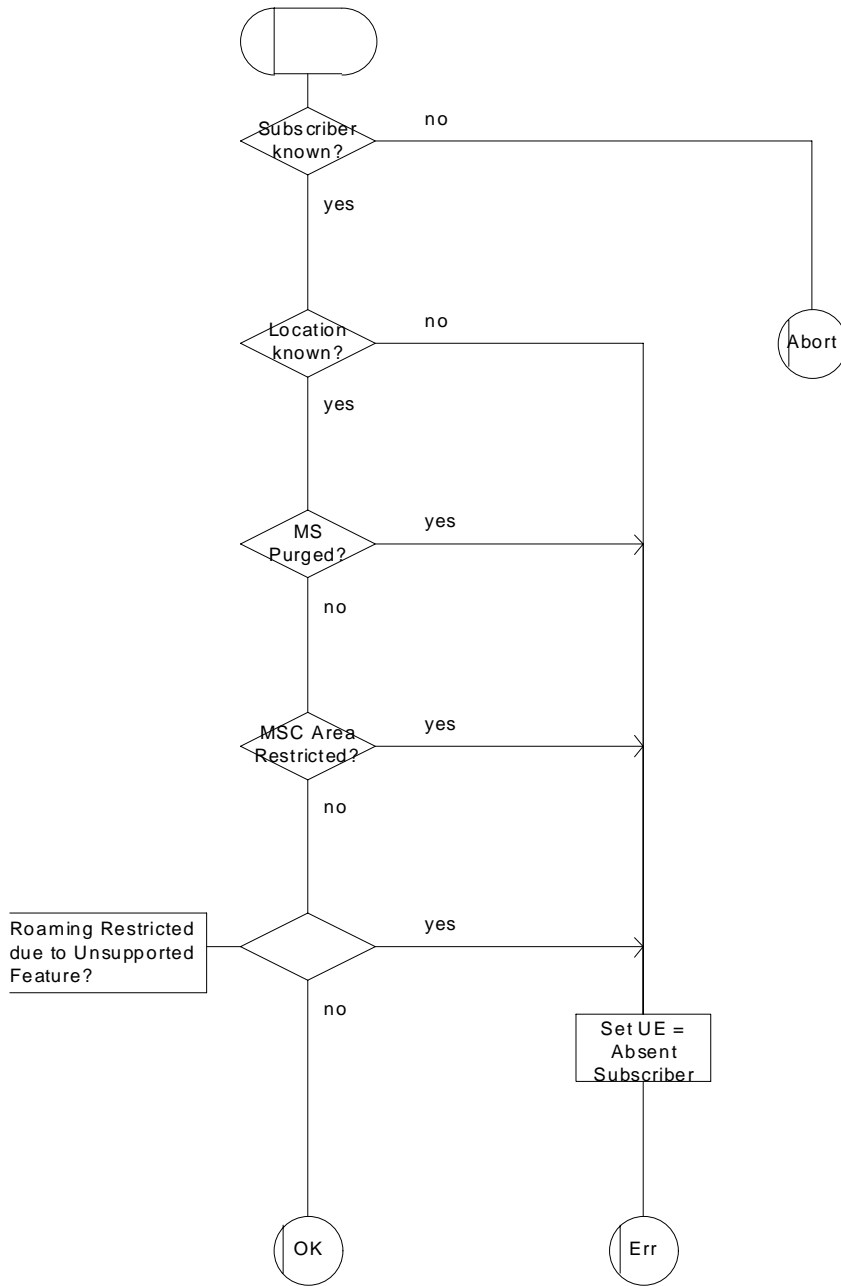 Subscriber
known?
no
yes
Location
known?
no
Abort
yes
MS
Purged?
yes
no
MSC Area
Restricted?
yes
no
Roaming Restricted
due to Unsupported
Feature?
yes
no
Set UE =
Absent
Subscriber
OK
Err